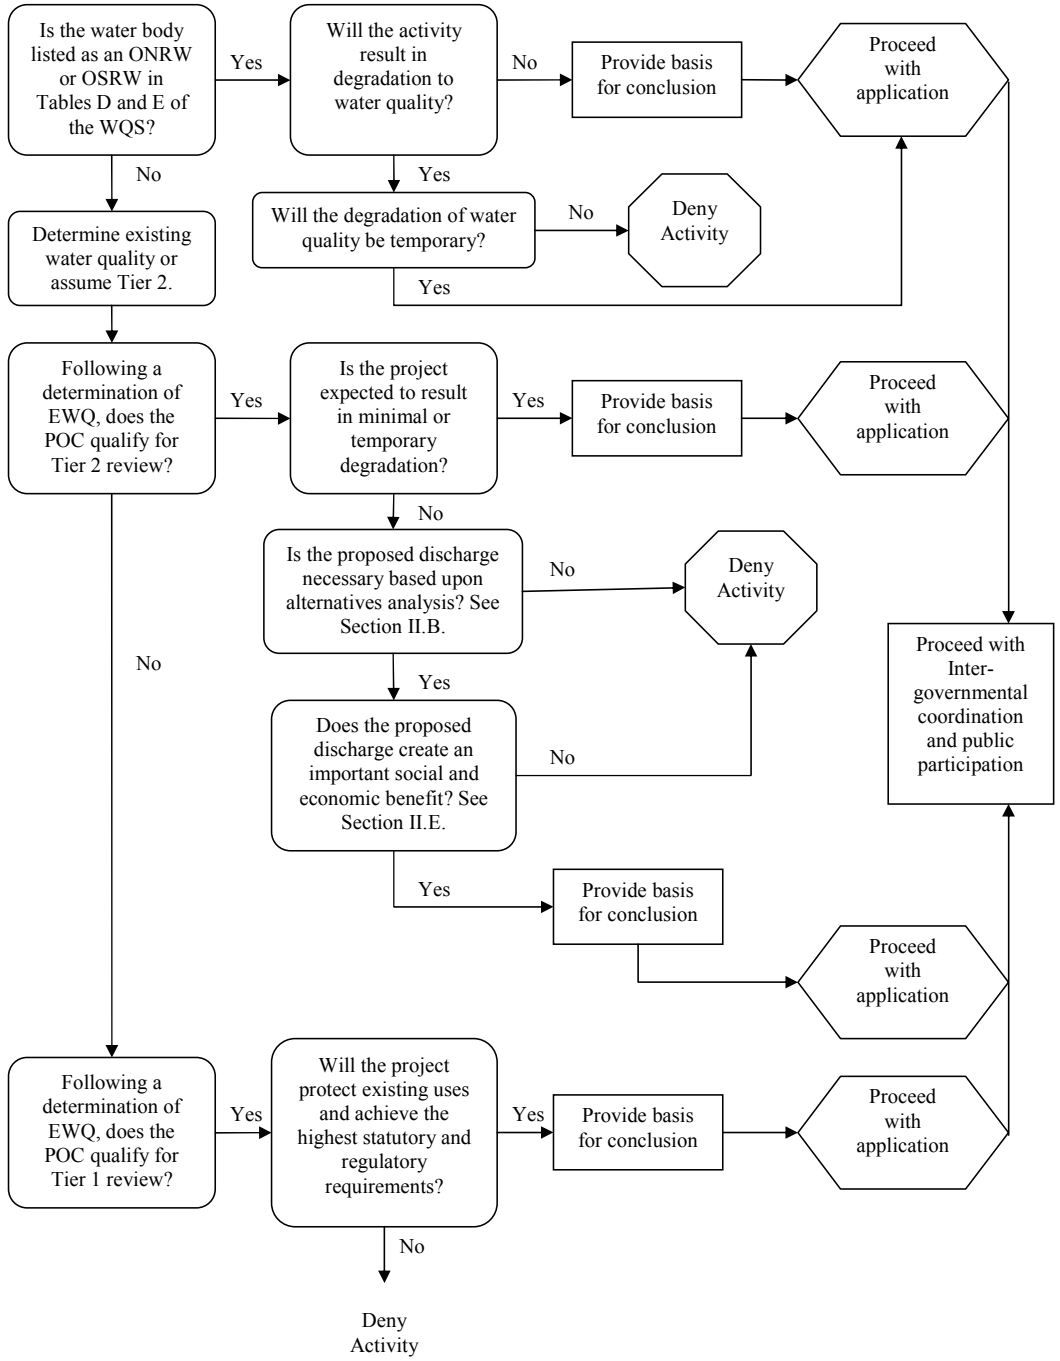 Is the water body
listed as an ONRW
or OSRW in
Tables D and E of
the WQS?
Yes
Will the activity
result in
degradation to
water quality?
No
Provide basis
for conclusion
Proceed
with
application
No
Yes
Will the degradation of water
quality be temporary?
No
Deny
Activity
Yes
Determine existing
water quality or
assume Tier 2.
Following a
determination of
EWQ, does the
POC qualify for
Tier 2 review?
Yes
Is the project
expected to result
in minimal or
temporary
degradation?
Yes
Provide basis
for conclusion
Proceed
with
application
No
Is the proposed discharge
necessary based upon
alternatives analysis? See
Section II.B.
No
Deny
Activity
No
Yes
Does the proposed
discharge create an
important social and
economic benefit? See
Section II.E.
No
Proceed with
Inter-
governmental
coordination
and public
participation
Yes
Provide basis
for conclusion
Proceed
with
application
Following a
determination of
EWQ, does the
POC qualify for
Tier 1 review?
Yes
Will the project
protect existing uses
and achieve the
highest statutory and
regulatory
requirements?
Yes
Provide basis
for conclusion
Proceed
with
application
No
Deny
Activity